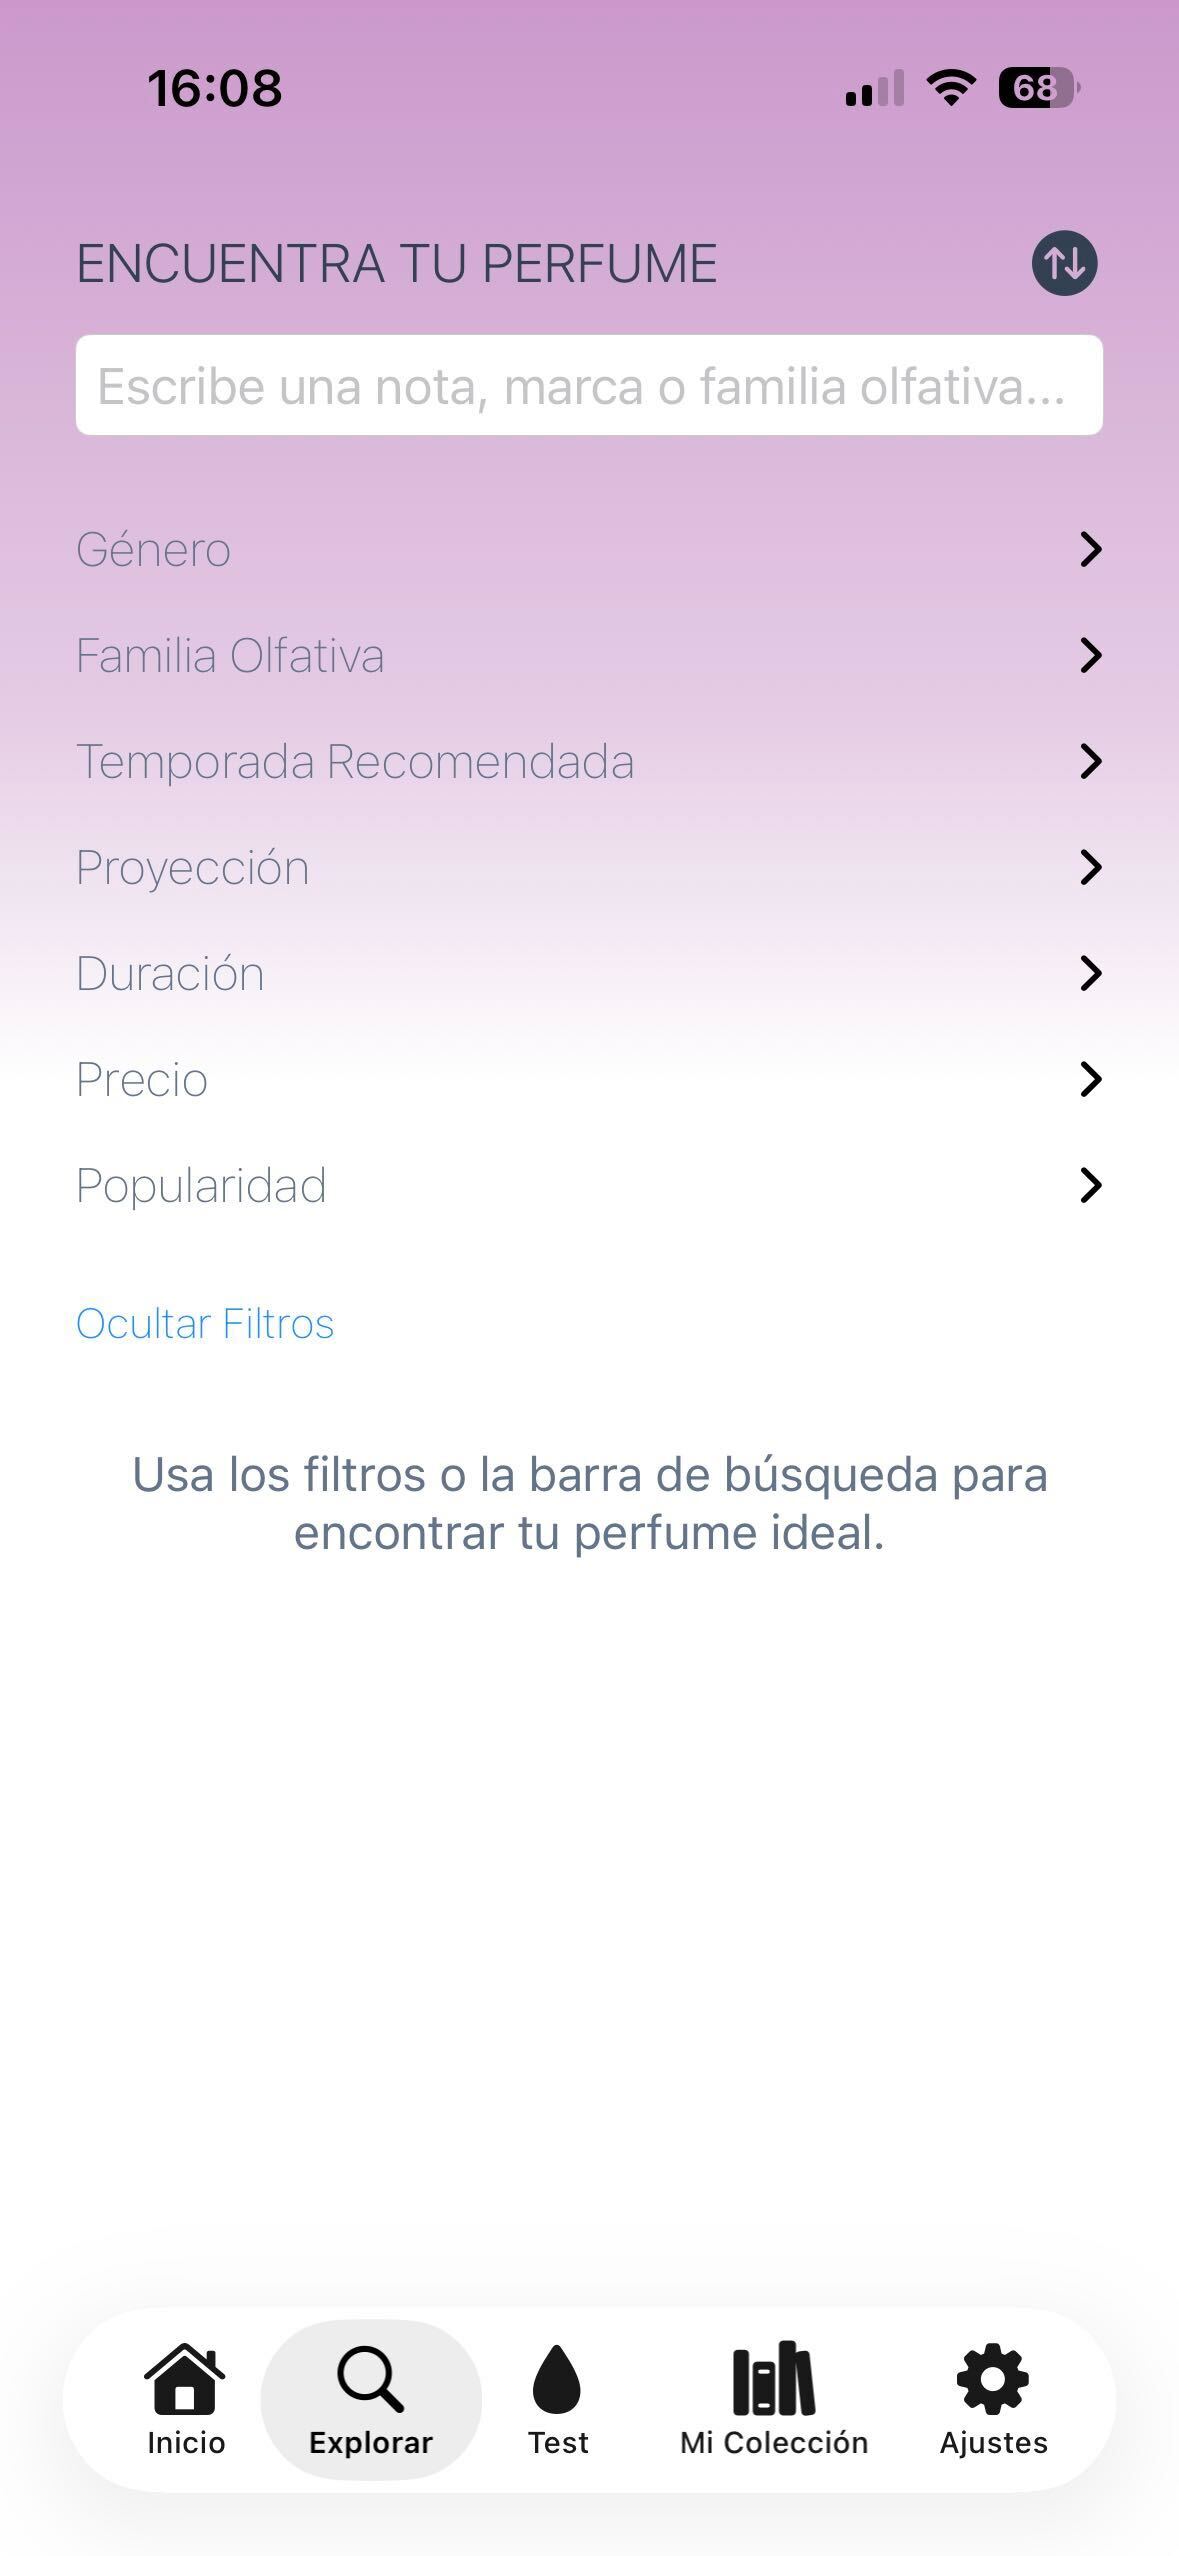 16:08
68
ENCUENTRA TU PERFUME
Escribe una nota, marca o familia olfativa...
Género
Familia Olfativa
Temporada Recomendada
Proyección
Duración
Precio
Popularidad
Ocultar Filtros
Usa los filtros o la barra de búsqueda para
encontrar tu perfume ideal.
Inicio
Explorar
Test
Mi Colección
Ajustes